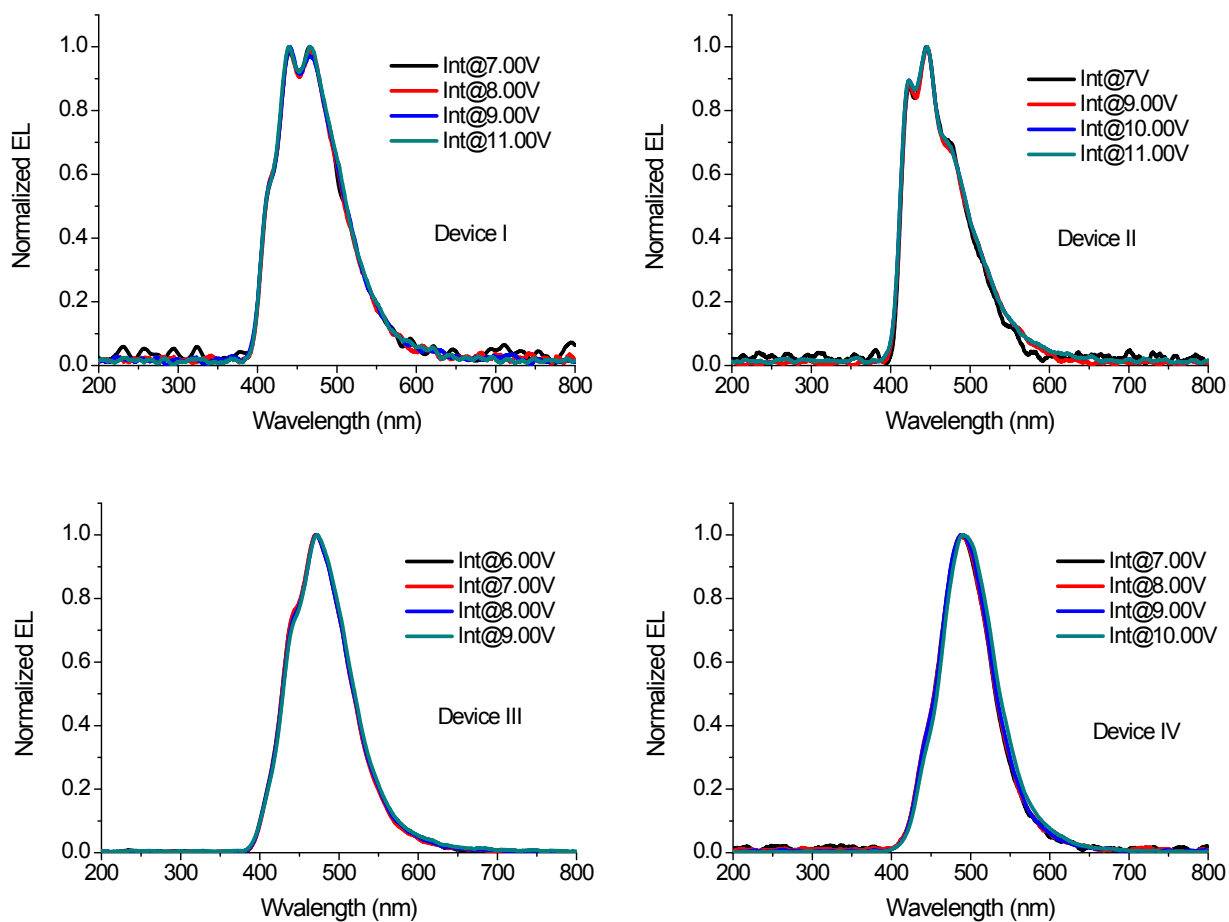 1.0
0.8
0.6
0.4
0.2
0.0
Normalized EL
Int@7.00V
Int@8.00V
Int@9.00V
Int@11.00V
Device I
200 300 400 500 600 700 800
Wavelength (nm)
1.0
0.8
0.6
0.4
0.2
0.0
Normalized EL
Int@7V
Int@9.00V
Int@10.00V
Int@11.00V
Device II
200 300 400 500 600 700 800
Wavelength (nm)
1.0
0.8
0.6
0.4
0.2
0.0
Normalized EL
Int@6.00V
Int@7.00V
Int@8.00V
Int@9.00V
Device III
200 300 400 500 600 700 800
Wvalength (nm)
1.0
0.8
0.6
0.4
0.2
0.0
Normalized EL
Int@7.00V
Int@8.00V
Int@9.00V
Int@10.00V
Device IV
200 300 400 500 600 700 800
Wavelength (nm)